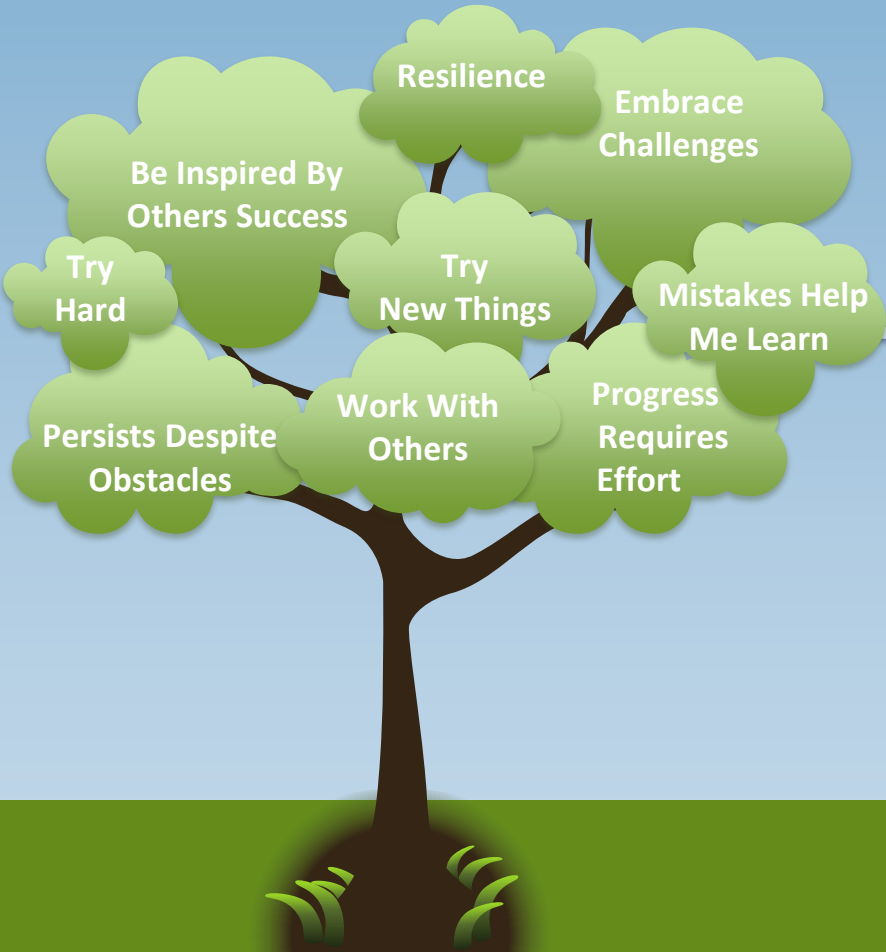 Resilience
Embrace
Challenges
Be Inspired By
Others Success
Try
Hard
Try
New Things
Mistakes Help
Me Learn
Persists Despite
Obstacles
Work With
Others
Progress
Requires
Effort